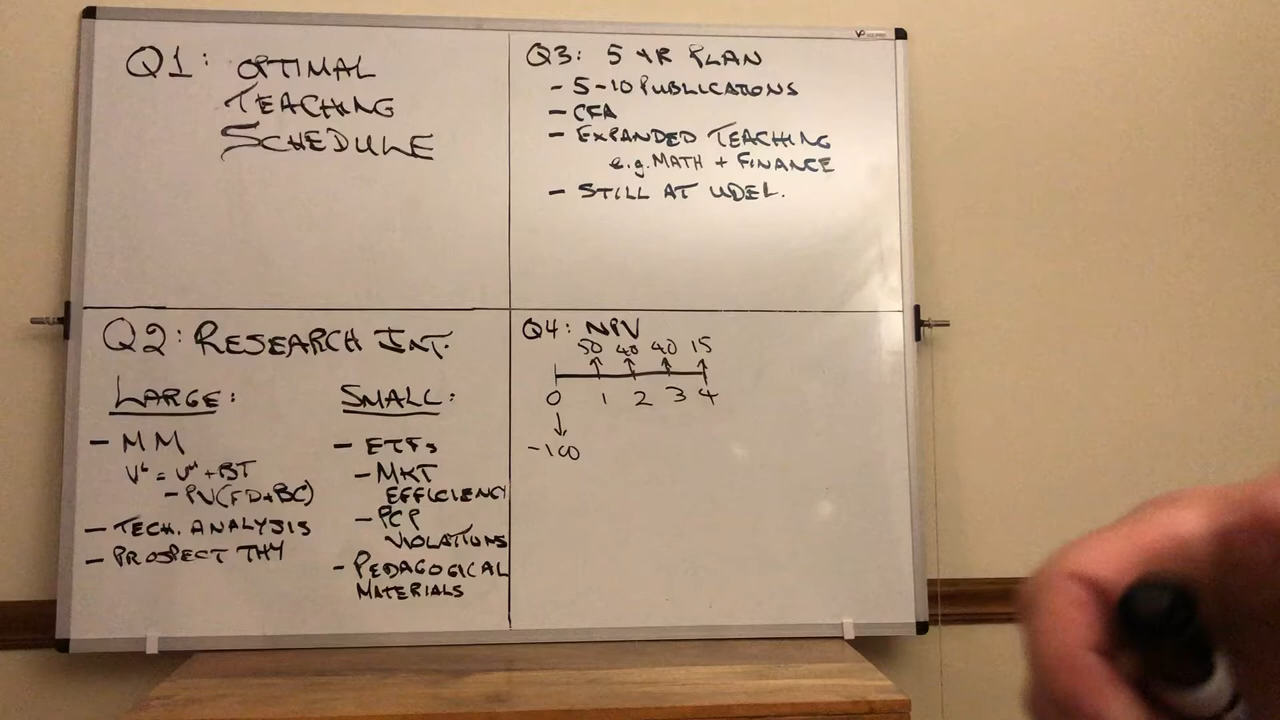 Q1: OPTIMAL
TEACHING
SCHEDULE
Q2: RESEARCH INT.
LARGE:
- MM
V^L = V^U + BT
- PV(FD+BC)
- TECH. ANALYSIS
- PROSPECT THY
SMALL:
- ETFs
- MKT
EFFICIENCY
- PCP
VIOLATIONS
- PEDAGOGICAL
MATERIALS
Q3: 5 YR PLAN
- 5-10 PUBLICATIONS
- CFA
- EXPANDED TEACHING
e.g. MATH + FINANCE
- STILL AT UDEL.
Q4: NPV
50 40 40 15
0 1 2 3 4
-100